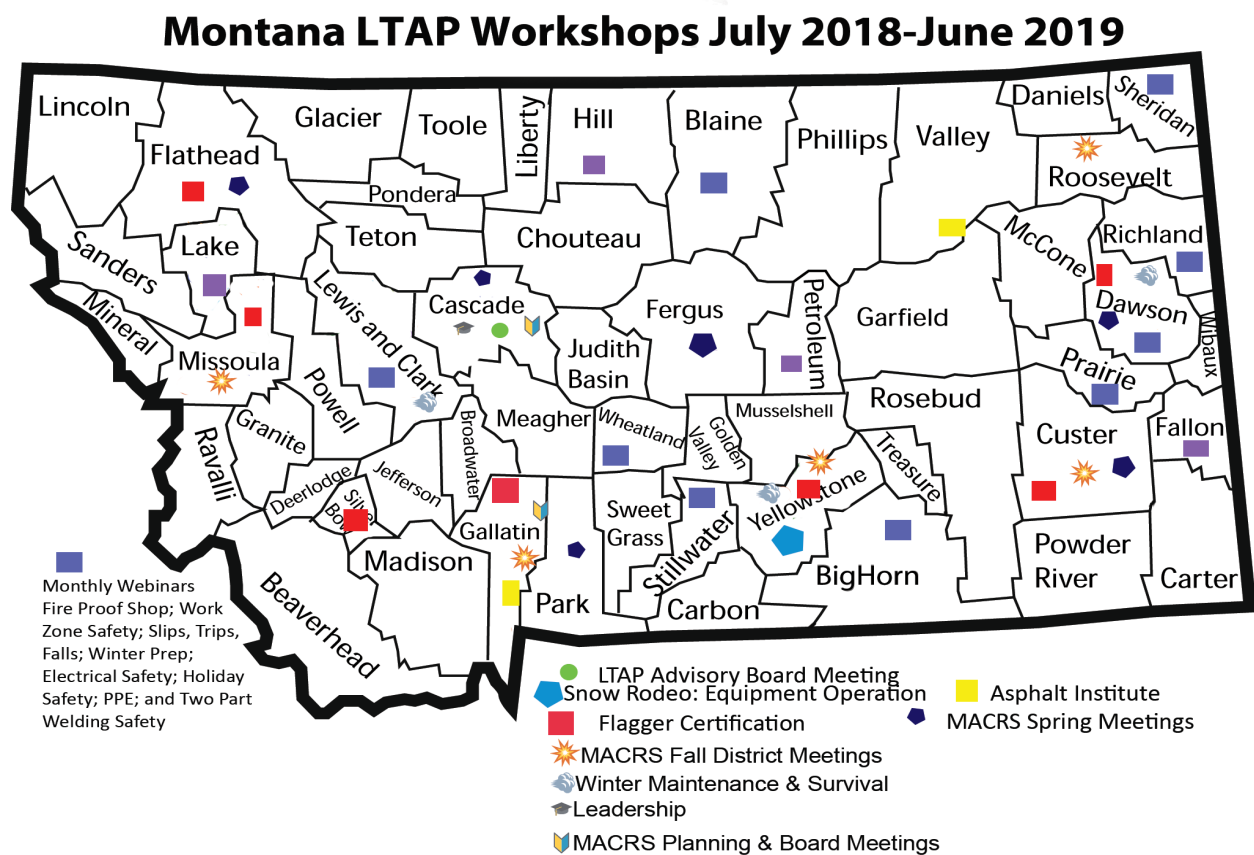 Montana LTAP Workshops July 2018-June 2019
Lincoln
Flathead
Glacier
Toole
Liberty
Hill
Blaine
Phillips
Valley
Daniels
Sheridan
Roosevelt
Pondera
Teton
Chouteau
Lake
Sanders
Mineral
Missoula
Lewis and Clark
Cascade
Fergus
Petroleum
Garfield
McCone
Richland
Dawson
Wibaux
Prairie
Judith
Basin
Powell
Granite
Ravalli
Meagher
Broadwater
Wheatland
Golden
Valley
Musselshell
Rosebud
Treasure
Custer
Fallon
Deerlodge
Silver
Bow
Jefferson
Gallatin
Madison
Beaverhead
Park
Sweet
Grass
Stillwater
Yellowstone
BigHorn
Carbon
Powder
River
Carter
Monthly Webinars
Fire Proof Shop; Work
Zone Safety; Slips, Trips,
Falls; Winter Prep;
Electrical Safety; Holiday
Safety; PPE; and Two Part
Welding Safety
LTAP Advisory Board Meeting
Snow Rodeo: Equipment Operation
Flagger Certification
MACRS Fall District Meetings
Winter Maintenance & Survival
Leadership
MACRS Planning & Board Meetings
Asphalt Institute
MACRS Spring Meetings